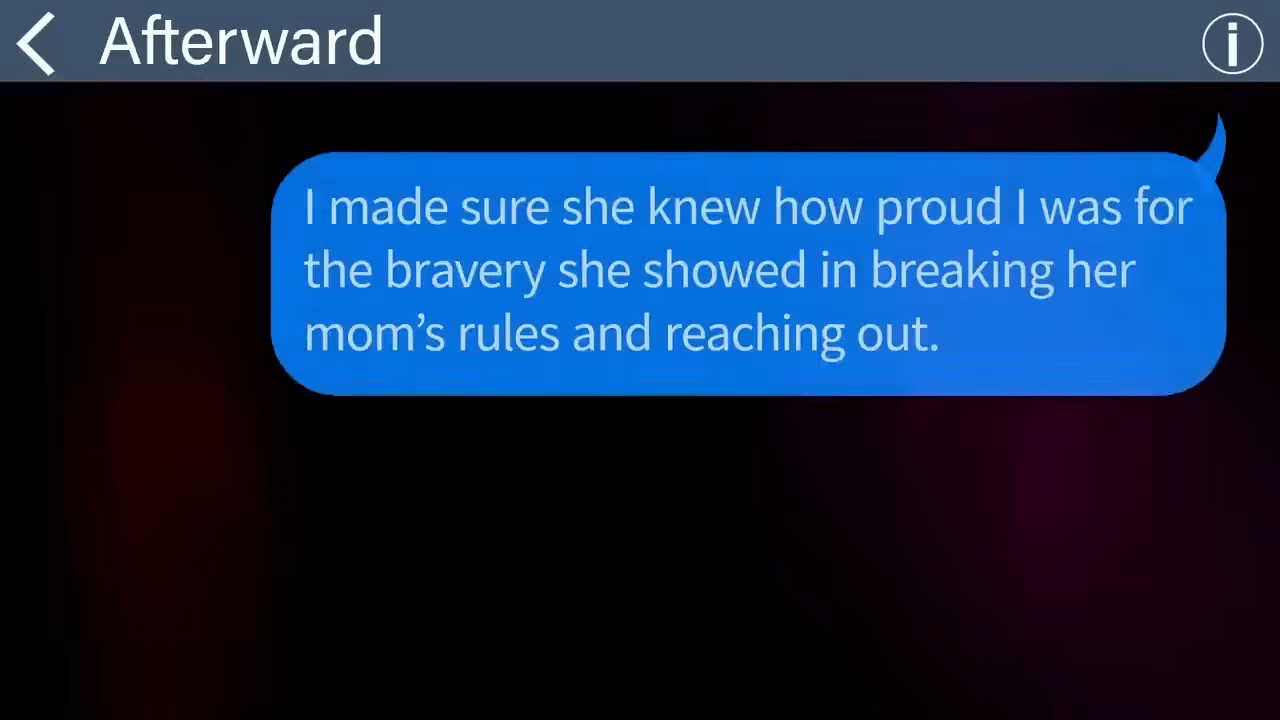 Afterward
I made sure she knew how proud I was for
the bravery she showed in breaking her
mom’s rules and reaching out.